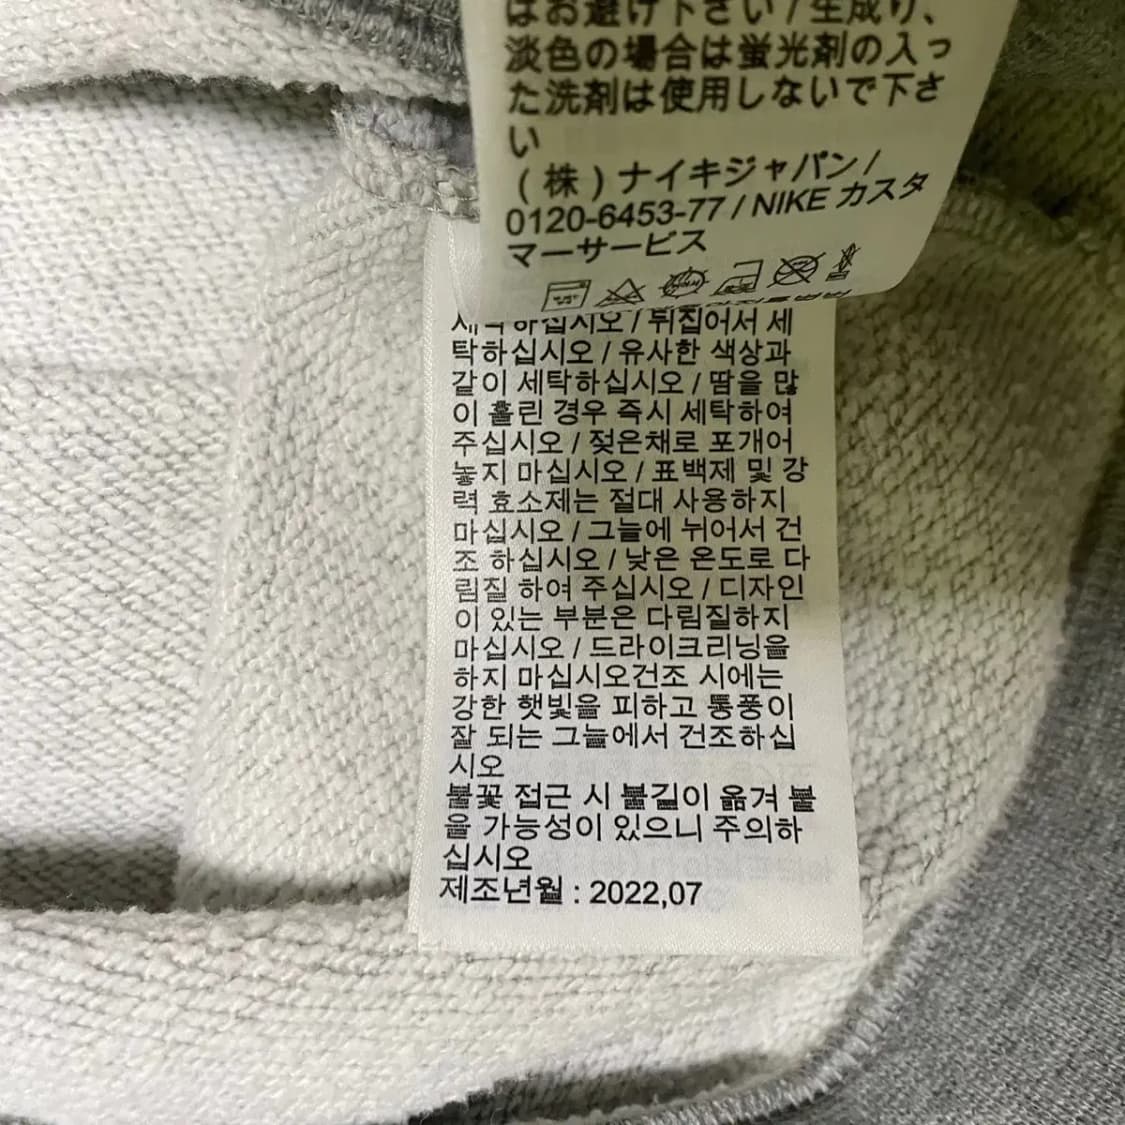 はお避け下さい / 生成り、
淡色の場合は蛍光剤の入っ
た洗剤は使用しないで下さ
い
(株)ナイキジャパン /
0120-6453-77 / NIKE カスタ
マーサービス
하십시오 / 뒤집어서 세
탁하십시오 / 유사한 색상과
같이 세탁하십시오 / 땀을 많
이 흘린 경우 즉시 세탁하여
주십시오 / 젖은채로 포개어
놓지 마십시오 / 표백제 및 강
력 효소제는 절대 사용하지
마십시오 / 그늘에 뉘어서 건
조 하십시오 / 낮은 온도로 다
림질 하여 주십시오 / 디자인
이 있는 부분은 다림질하지
마십시오 / 드라이크리닝을
하지 마십시오건조 시에는
강한 햇빛을 피하고 통풍이
잘 되는 그늘에서 건조하십
시오
불꽃 접근 시 불길이 옮겨 붙
을 가능성이 있으니 주의하
십시오
제조년월 : 2022,07